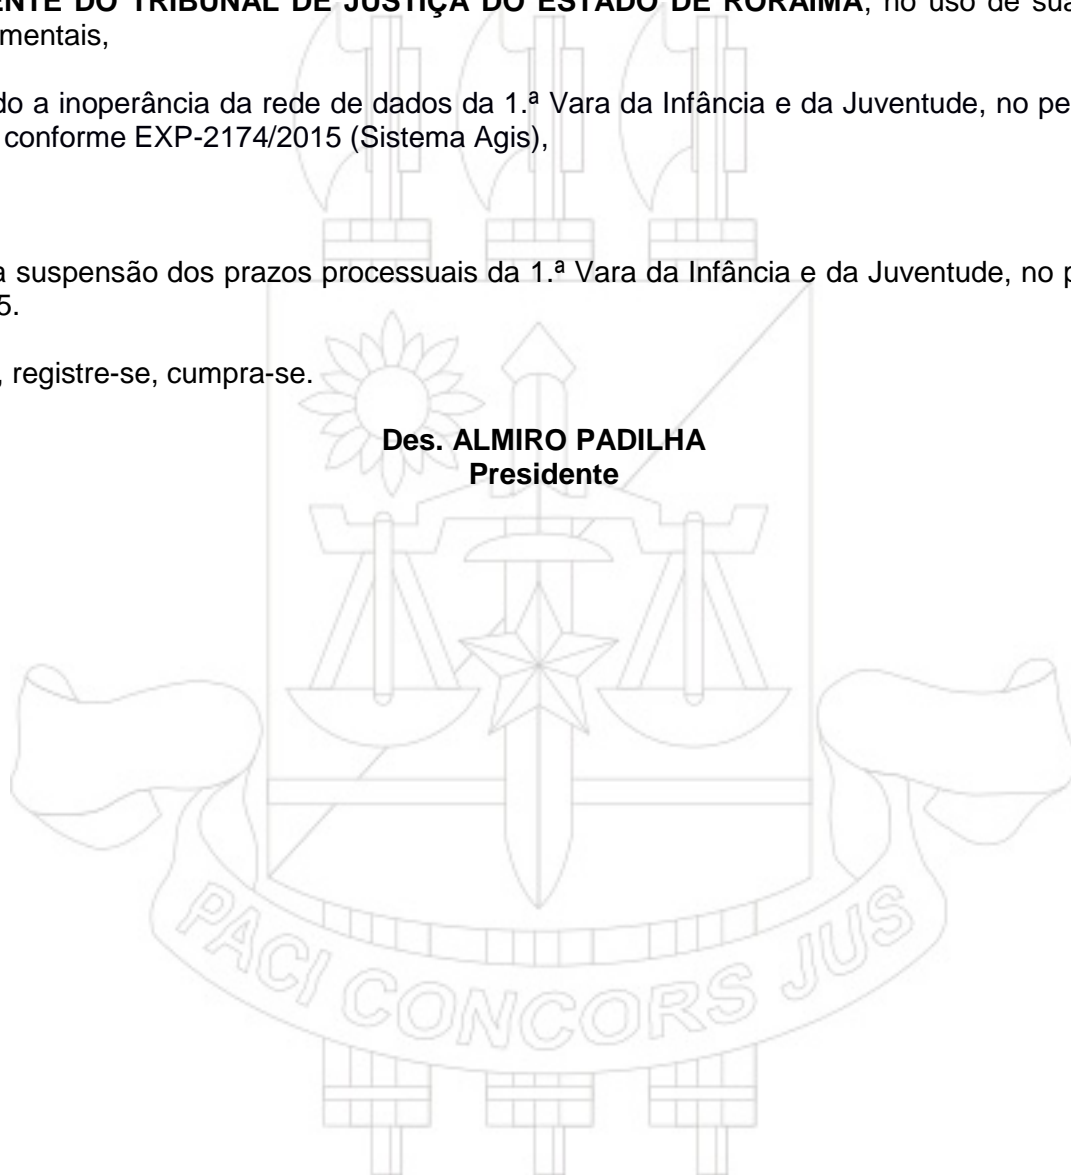 ENTE DO TRIBUNAL DE JUSTIÇA DO ESTADO DE RORAIMA, no uso de sua
mentais,
do a inoperância da rede de dados da 1.ª Vara da Infância e da Juventude, no pe
conforme EXP-2174/2015 (Sistema Agis),
a suspensão dos prazos processuais da 1.ª Vara da Infância e da Juventude, no p
5.
, registre-se, cumpra-se.
Des. ALMIRO PADILHA
Presidente
PACI CONCORS JUS